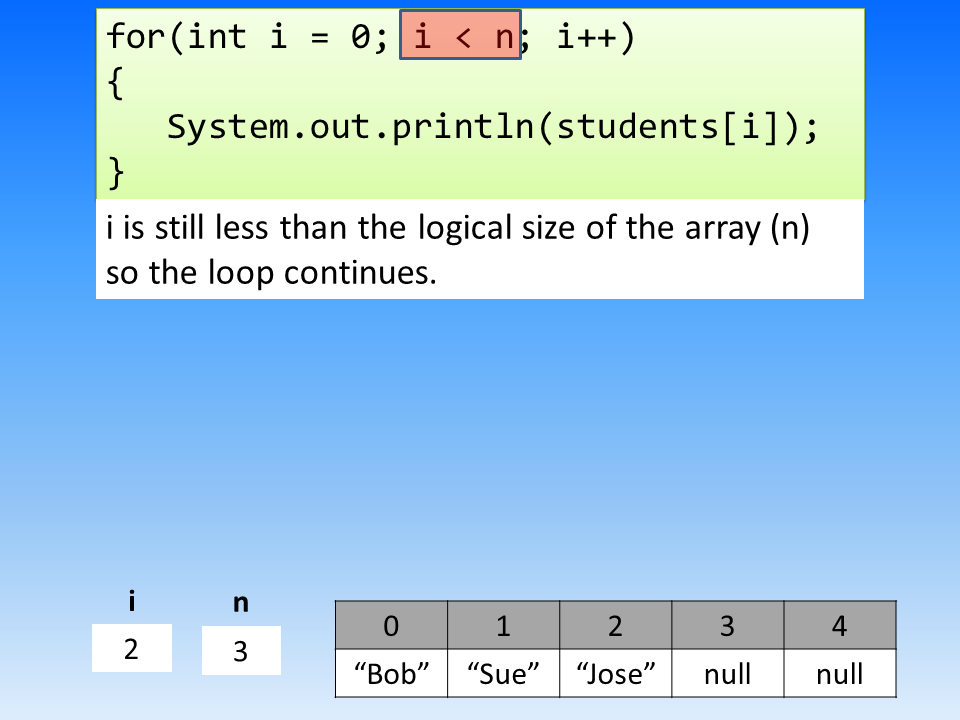 for(int i = 0; i < n; i++)
{
System.out.println(students[i]);
}
i is still less than the logical size of the array (n)
so the loop continues.
i n
2 3
0 1 2 3 4
“Bob” “Sue” “Jose” null null